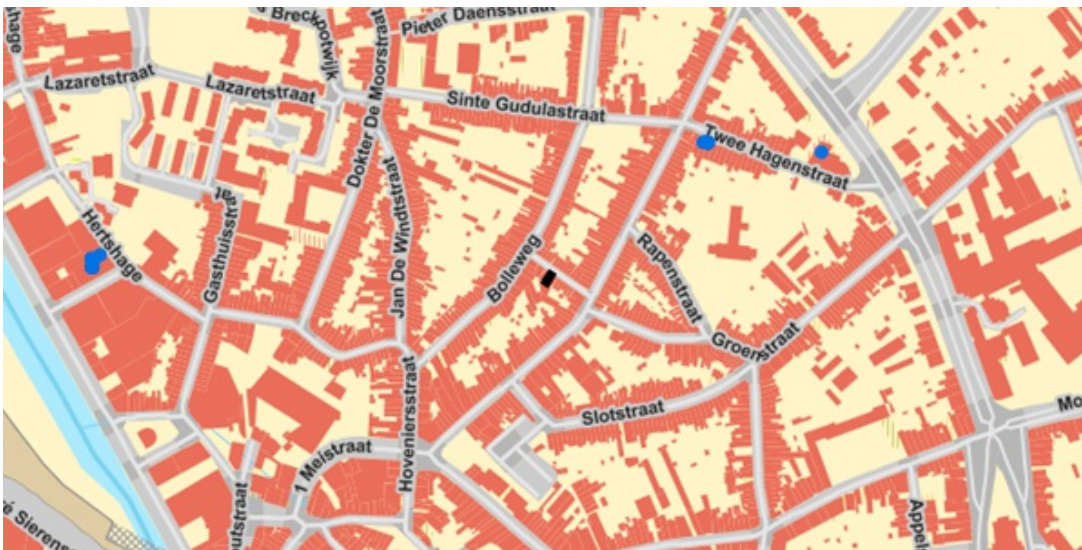 Pieter Daensstraat
Lazaretstraat
Lazaretstraat
Dokter De Moorstraat
Sinte Gudulastraat
Twee Hagenstraat
Jan De Windtstraat
Hertshage
Gasthuisstraat
Bolleweg
Rapenstraat
Groenstraat
Hoveniersstraat
Slotstraat
1 Meistraat